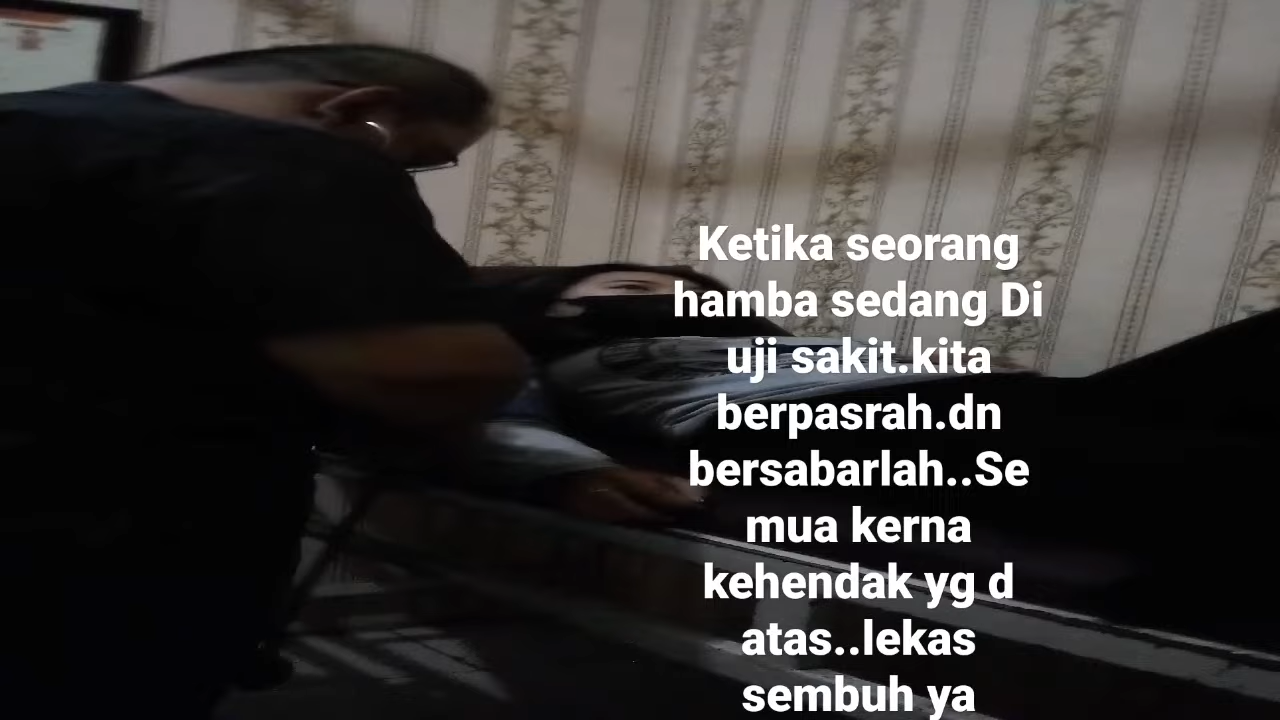 Ketika seorang
hamba sedang Di
uji sakit.kita
berpasrah.dn
bersabarlah..Se
mua kerna
kehendak yg d
atas..lekas
sembuh ya